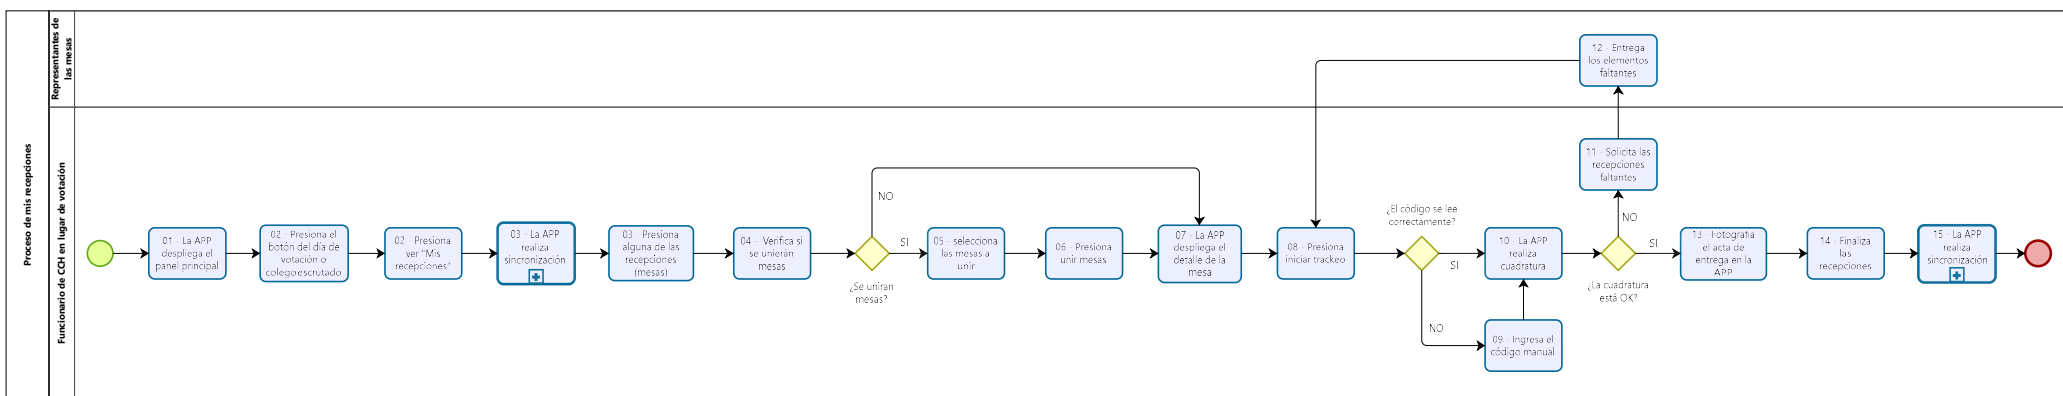 Proceso de mis recepciones
Representantes de
las mesas
Funcionario de CCH en lugar de votación
01 - La APP
despliega el
panel principal
02 - Presiona el
botón del día de
votación o
colego escrutado
02 - Presiona
ver "Mis
recepciones"
03 - La APP
realiza
sincronización
03 - Presiona
alguna de las
recepciones
(mesas)
04 - Verifica si
se unierán
mesas
¿Se uniran
mesas?
NO
SI
05 - selecciona
las mesas a
unir
06 - Presiona
unir mesas
07 - La APP
despliega el
detalle de la
mesa
08 - Presiona
iniciar trackeo
¿El código se lee
correctamente?
SI
NO
09 - Ingresa el
código manual
10 - La APP
realiza
cuadratura
¿La cuadratura
está OK?
NO
SI
11 - Solicita las
recepciones
faltantes
12 - Entrega
los elementos
faltantes
13 - Fotografía
el acta de
entrega en la
APP
14 - Finaliza
las
recepciones
15 - La APP
realiza
sincronización